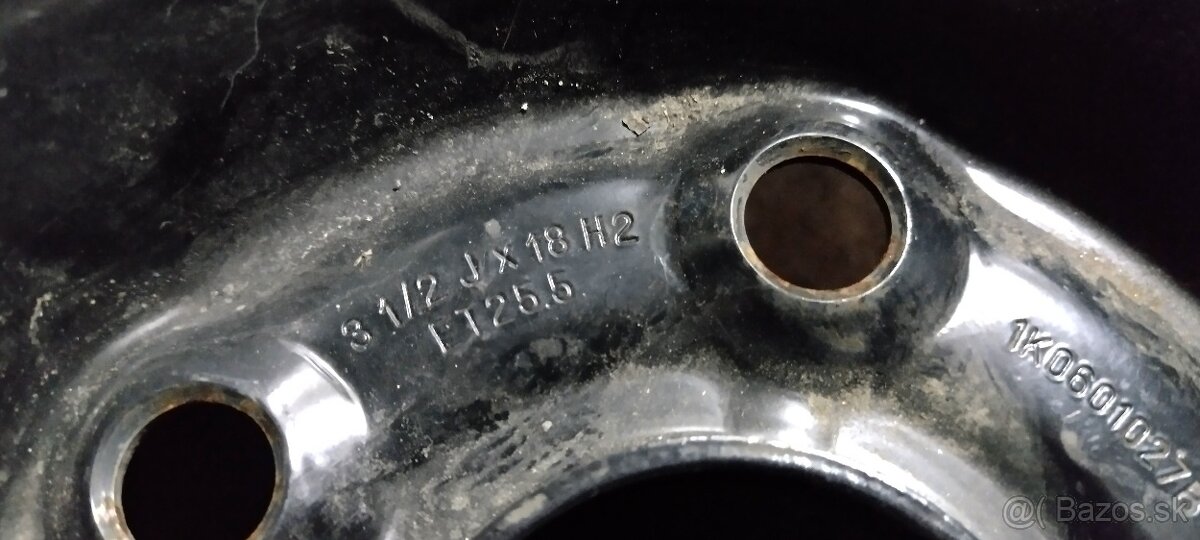 3 1/2 J x 18 H2
ET25.5
1K0601027
@( Bazos.sk